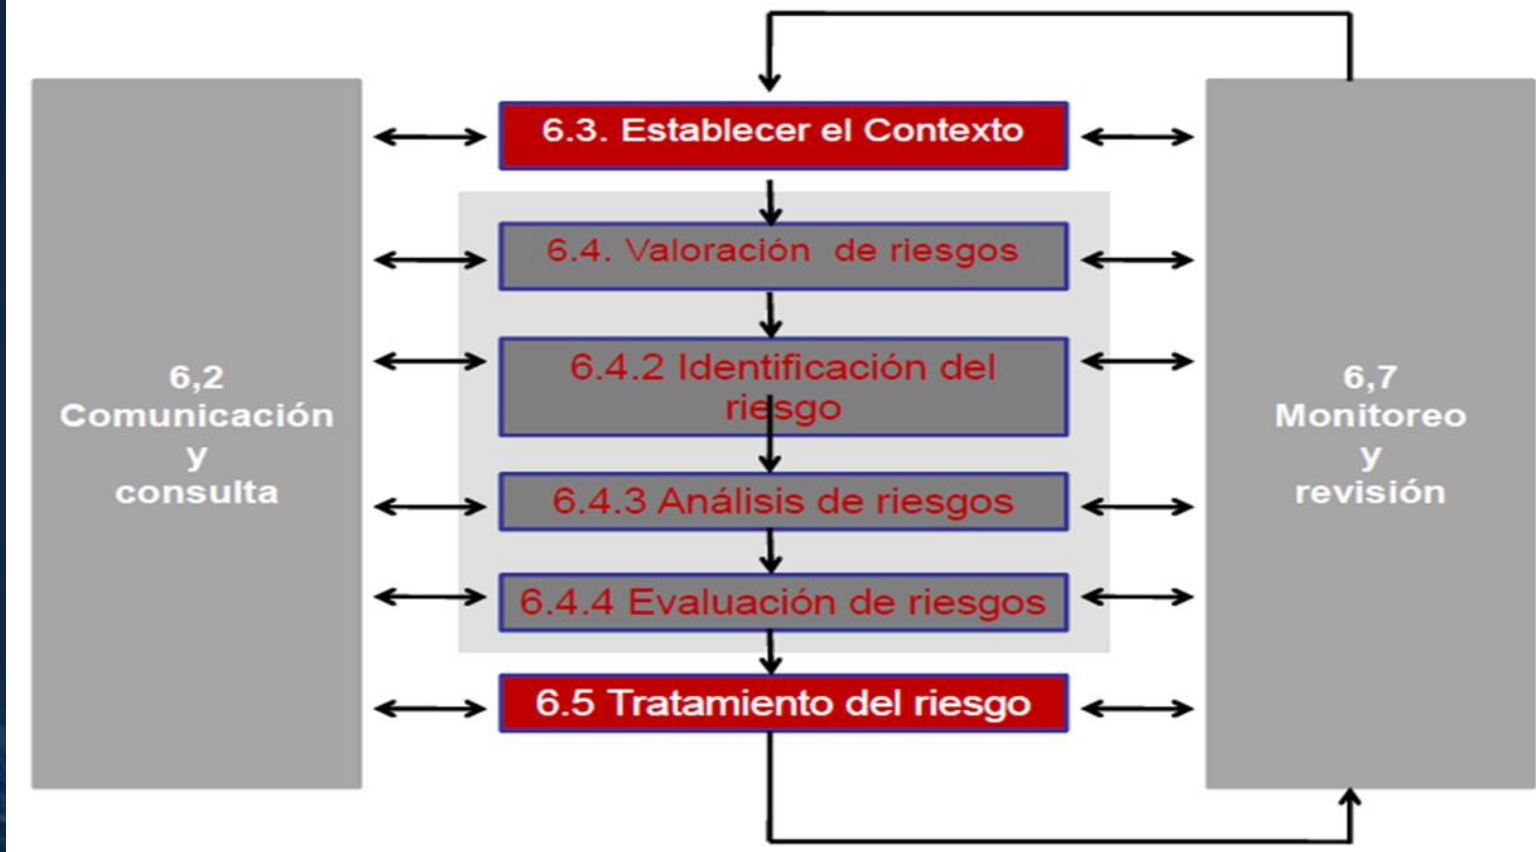 6.3. Establecer el Contexto
6.4. Valoración de riesgos
6.4.2 Identificación del
riesgo
6.4.3 Análisis de riesgos
6.4.4 Evaluación de riesgos
6.5 Tratamiento del riesgo
6,2
Comunicación
y
consulta
6,7
Monitoreo
y
revisión